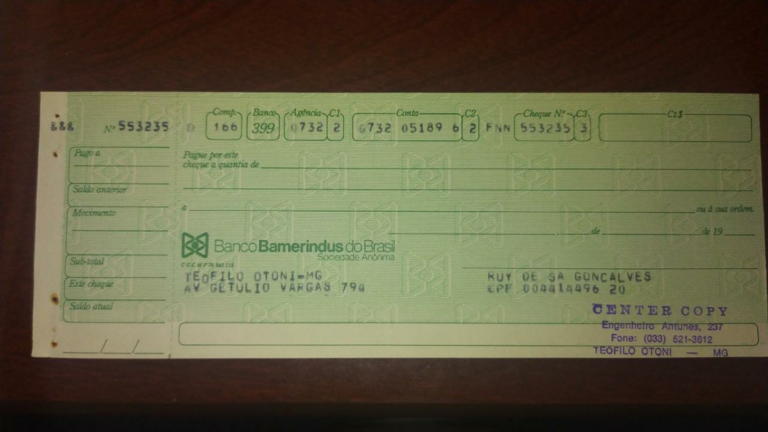 &&& Nº 553235
Comp. Banco Agência C1 Conta C2 Cheque Nº C3 Cz$
166 399 0732 2 0732 05189 6 2 FNN 553235 3
Pago a
Pague por este
cheque a quantia de
Saldo anterior
a ou à sua ordem.
Movimento
de de 19
Banco Bamerindus do Brasil
Sociedade Anônima
Sub-total
TEOFILO OTONI-MG RUY DE SA GONCALVES
Este cheque
AV GETULIO VARGAS 794 CPF 004414496 20
Saldo atual
CENTER COPY
Engenheiro Antunes, 237
Fone: (033) 521-3612
TEOFILO OTONI — MG
/ / /